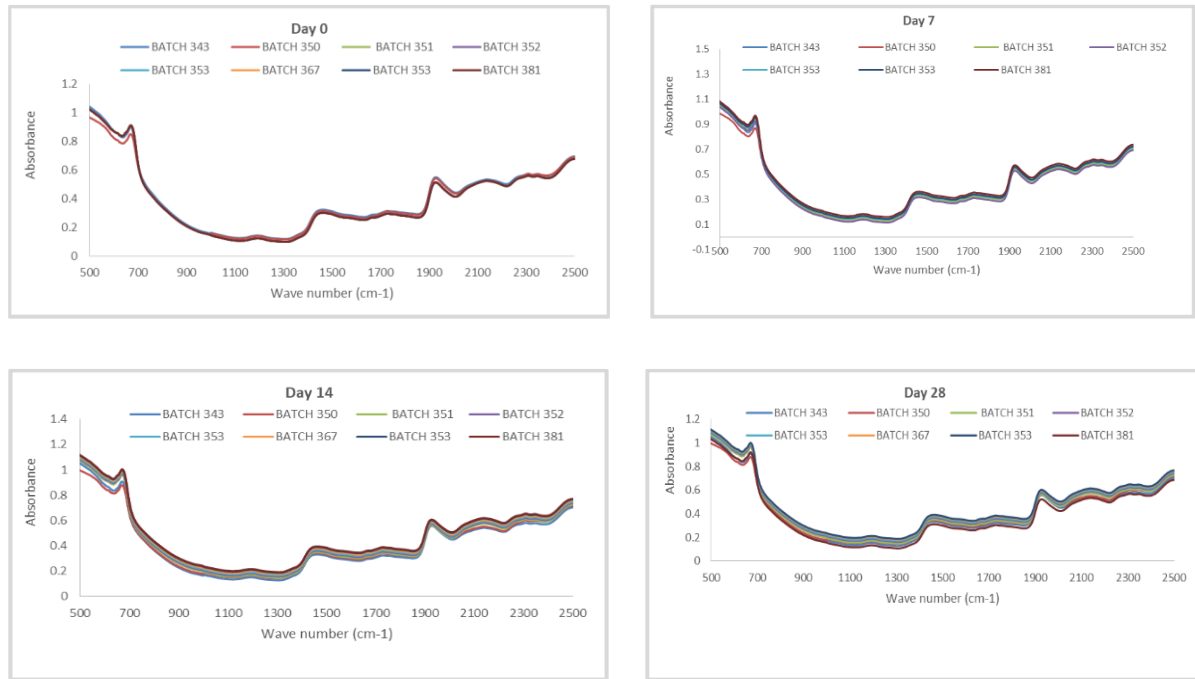 Day 0
BATCH 343 BATCH 350 BATCH 351 BATCH 352
BATCH 353 BATCH 367 BATCH 353 BATCH 381
1.2
1
0.8
0.6
0.4
0.2
0
Absorbance
500 700 900 1100 1300 1500 1700 1900 2100 2300 2500
Wave number (cm-1)
Day 7
BATCH 343 BATCH 350 BATCH 351 BATCH 352
BATCH 353 BATCH 353 BATCH 381
1.5
1.3
1.1
0.9
0.7
0.5
0.3
0.1
-0.1
Absorbance
500 700 900 1100 1300 1500 1700 1900 2100 2300 2500
Wave number (cm-1)
Day 14
BATCH 343 BATCH 350 BATCH 351 BATCH 352
BATCH 353 BATCH 367 BATCH 353 BATCH 381
1.4
1.2
1
0.8
0.6
0.4
0.2
0
Absorbance
500 700 900 1100 1300 1500 1700 1900 2100 2300 2500
Wave number (cm-1)
Day 28
BATCH 343 BATCH 350 BATCH 351 BATCH 352
BATCH 353 BATCH 367 BATCH 353 BATCH 381
1.2
1
0.8
0.6
0.4
0.2
0
Absorbance
500 700 900 1100 1300 1500 1700 1900 2100 2300 2500
Wave number (cm-1)